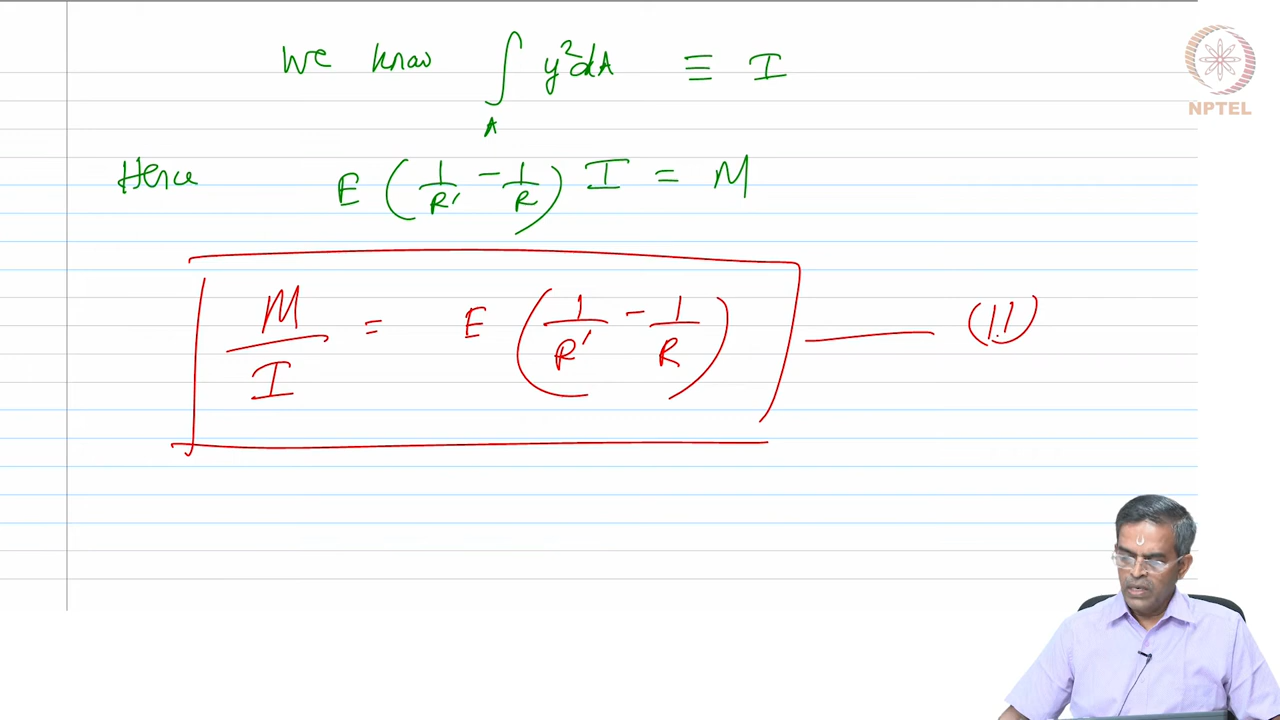 We know ∫_A y²dA ≡ I
NPTEL
Hence E (1/R' - 1/R) I = M
M/I = E (1/R' - 1/R) —— (11)